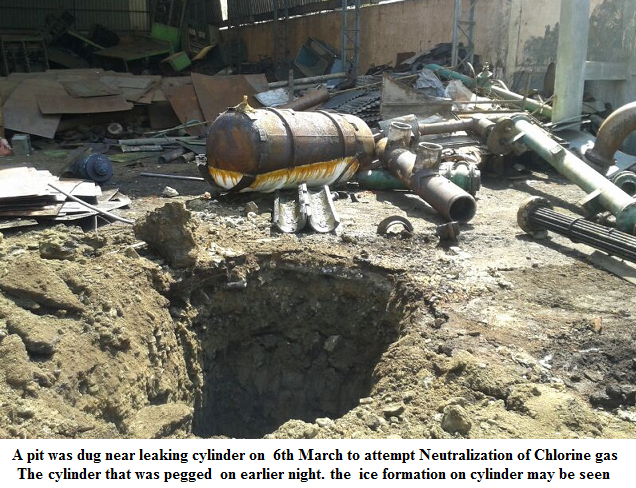 A pit was dug near leaking cylinder on 6th March to attempt Neutralization of Chlorine gas
The cylinder that was pegged on earlier night. the ice formation on cylinder may be seen